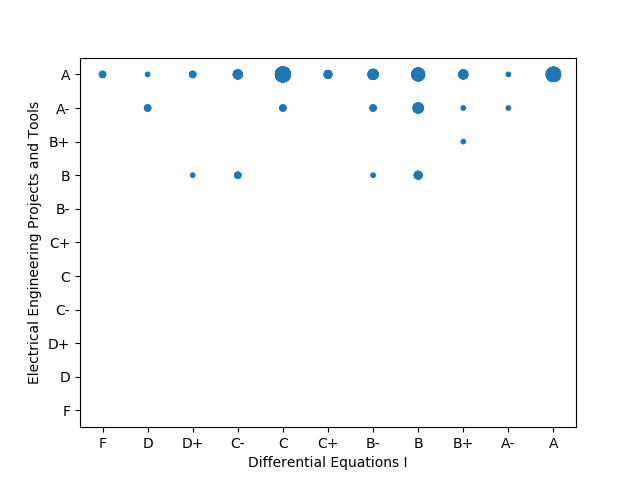 Electrical Engineering Projects and Tools
A
A-
B+
B
B-
C+
C
C-
D+
D
F
F D D+ C- C C+ B- B B+ A- A
Differential Equations I